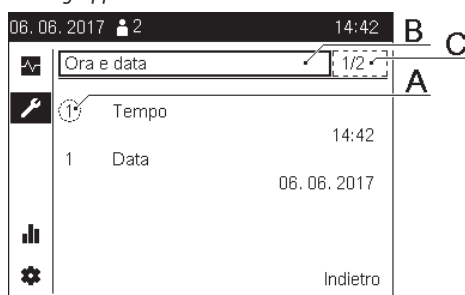 06. 06. 2017 2 14:42
B
C
Ora e data 1/2
A
1 Tempo
14:42
1 Data
06. 06. 2017
Indietro